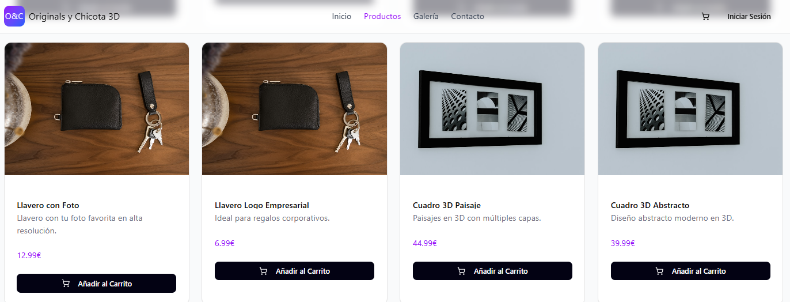 O&C Originals y Chicota 3D Inicio Productos Galería Contacto Iniciar Sesión
Llavero con Foto
Llavero con tu foto favorita en alta
resolución.
12.99€
Añadir al Carrito
Llavero Logo Empresarial
Ideal para regalos corporativos.
6.99€
Añadir al Carrito
Cuadro 3D Paisaje
Paisajes en 3D con múltiples capas.
44.99€
Añadir al Carrito
Cuadro 3D Abstracto
Diseño abstracto moderno en 3D.
39.99€
Añadir al Carrito